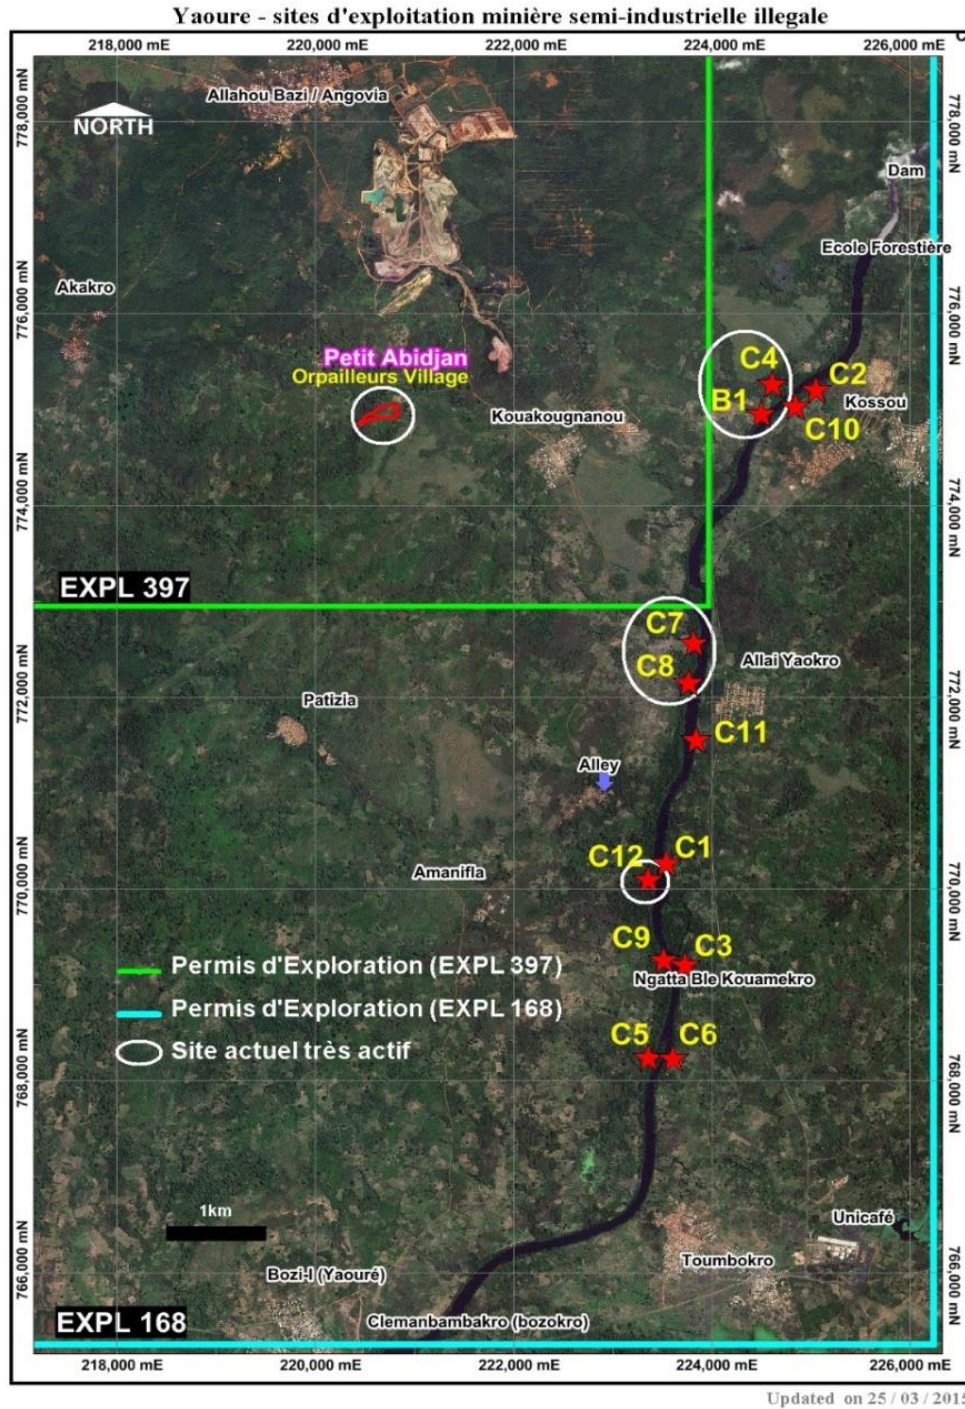 Yaoure - sites d'exploitation minière semi-industrielle illegale
218,000 mE
220,000 mE
222,000 mE
224,000 mE
226,000 mE
778,000 mN
778,000 mN
Allahou Bazi / Angovia
NORTH
Dam
Ecole Forestière
Akakro
776,000 mN
776,000 mN
Petit Abidjan
Orpailleurs Village
C4
C2
B1
Kossou
C10
Kouakougnanou
774,000 mN
774,000 mN
EXPL 397
C7
C8
Allai Yaokro
772,000 mN
772,000 mN
Patizia
C11
Alley
C12
C1
Amanifla
770,000 mN
770,000 mN
C9
C3
Ngatta Ble Kouamekro
Permis d'Exploration (EXPL 397)
Permis d'Exploration (EXPL 168)
Site actuel très actif
C5
C6
768,000 mN
768,000 mN
1km
Unicafé
Toumbokro
766,000 mN
766,000 mN
Bozi-I (Yaouré)
Clemanbambakro (bozokro)
EXPL 168
218,000 mE
220,000 mE
222,000 mE
224,000 mE
226,000 mE
Updated on 25 / 03 / 2015